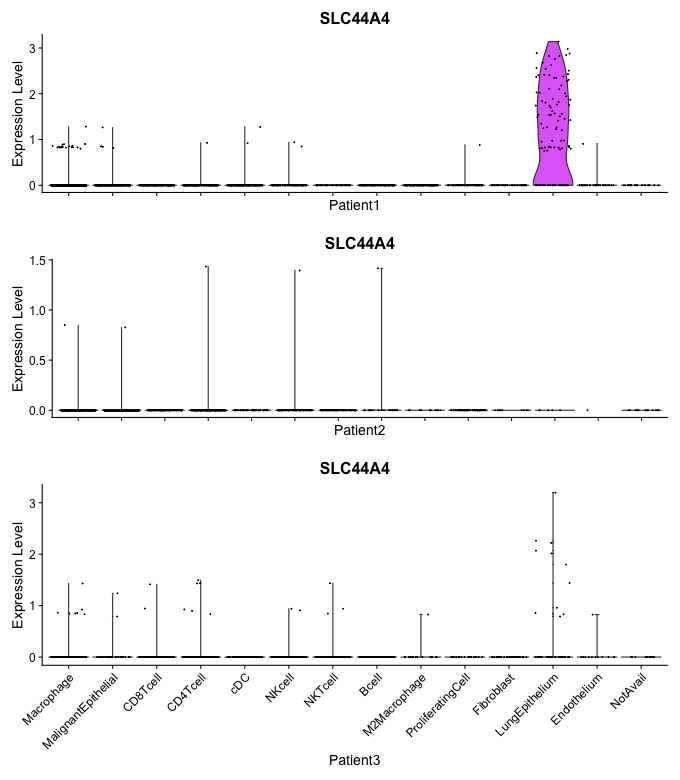 SLC44A4
3
2
1
0
Expression Level
Patient1
SLC44A4
1.5
1.0
0.5
0.0
Expression Level
Patient2
SLC44A4
3
2
1
0
Expression Level
Macrophage
MalignantEpithelial
CD8Tcell
CD4Tcell
cDC
NKcell
NKTcell
Bcell
M2Macrophage
ProliferatingCell
Fibroblast
LungEpithelium
Endothelium
NotAvail
Patient3